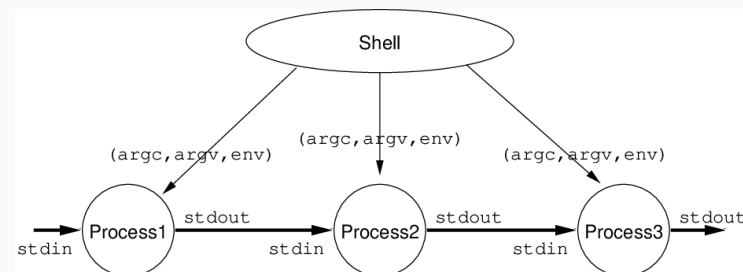 Shell
(argc,argv,env)
(argc,argv,env)
(argc,argv,env)
stdin
Process1
stdout
stdin
Process2
stdout
stdin
Process3
stdout